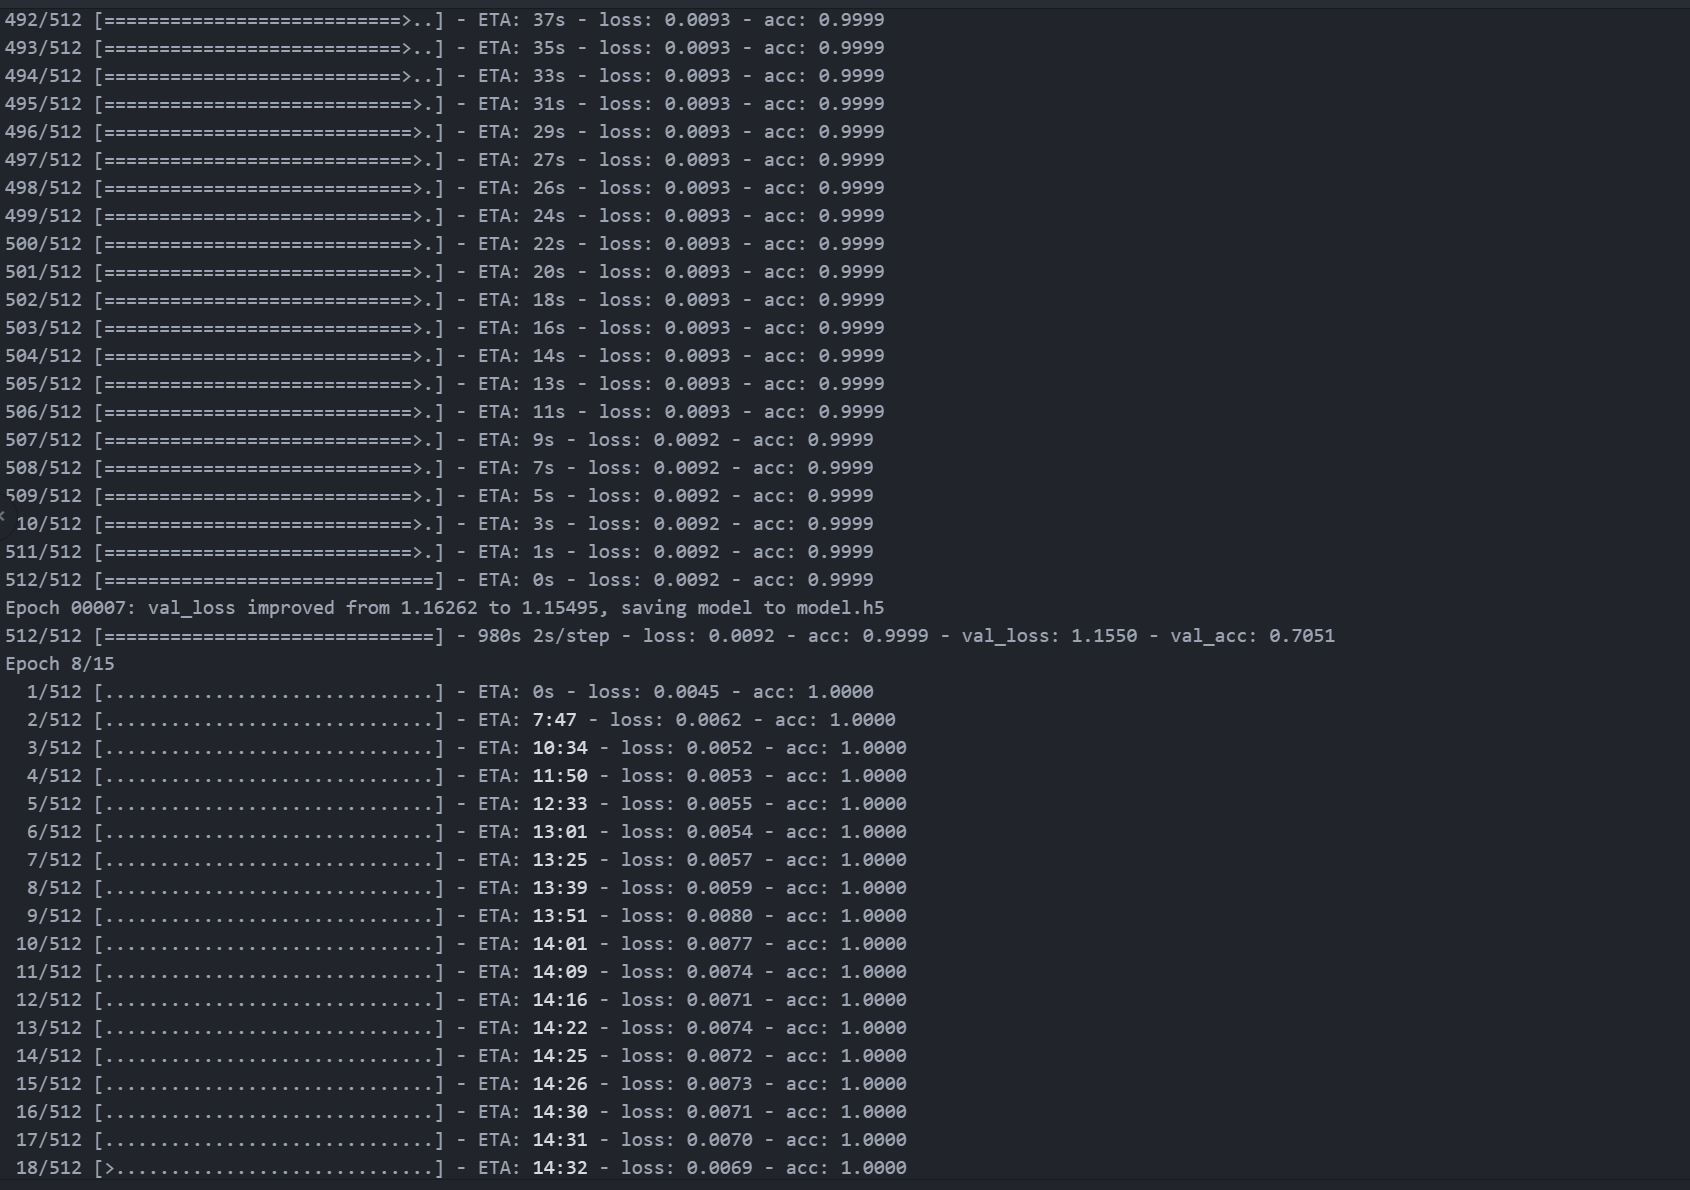 492/512 [===========================>..] - ETA: 37s - loss: 0.0093 - acc: 0.9999
493/512 [===========================>..] - ETA: 35s - loss: 0.0093 - acc: 0.9999
494/512 [===========================>..] - ETA: 33s - loss: 0.0093 - acc: 0.9999
495/512 [============================>.] - ETA: 31s - loss: 0.0093 - acc: 0.9999
496/512 [============================>.] - ETA: 29s - loss: 0.0093 - acc: 0.9999
497/512 [============================>.] - ETA: 27s - loss: 0.0093 - acc: 0.9999
498/512 [============================>.] - ETA: 26s - loss: 0.0093 - acc: 0.9999
499/512 [============================>.] - ETA: 24s - loss: 0.0093 - acc: 0.9999
500/512 [============================>.] - ETA: 22s - loss: 0.0093 - acc: 0.9999
501/512 [============================>.] - ETA: 20s - loss: 0.0093 - acc: 0.9999
502/512 [============================>.] - ETA: 18s - loss: 0.0093 - acc: 0.9999
503/512 [============================>.] - ETA: 16s - loss: 0.0093 - acc: 0.9999
504/512 [============================>.] - ETA: 14s - loss: 0.0093 - acc: 0.9999
505/512 [============================>.] - ETA: 13s - loss: 0.0093 - acc: 0.9999
506/512 [============================>.] - ETA: 11s - loss: 0.0093 - acc: 0.9999
507/512 [============================>.] - ETA: 9s - loss: 0.0092 - acc: 0.9999
508/512 [============================>.] - ETA: 7s - loss: 0.0092 - acc: 0.9999
509/512 [============================>.] - ETA: 5s - loss: 0.0092 - acc: 0.9999
10/512 [============================>.] - ETA: 3s - loss: 0.0092 - acc: 0.9999
511/512 [============================>.] - ETA: 1s - loss: 0.0092 - acc: 0.9999
512/512 [==============================] - ETA: 0s - loss: 0.0092 - acc: 0.9999
Epoch 00007: val_loss improved from 1.16262 to 1.15495, saving model to model.h5
512/512 [==============================] - 980s 2s/step - loss: 0.0092 - acc: 0.9999 - val_loss: 1.1550 - val_acc: 0.7051
Epoch 8/15
1/512 [..............................] - ETA: 0s - loss: 0.0045 - acc: 1.0000
2/512 [..............................] - ETA: 7:47 - loss: 0.0062 - acc: 1.0000
3/512 [..............................] - ETA: 10:34 - loss: 0.0052 - acc: 1.0000
4/512 [..............................] - ETA: 11:50 - loss: 0.0053 - acc: 1.0000
5/512 [..............................] - ETA: 12:33 - loss: 0.0055 - acc: 1.0000
6/512 [..............................] - ETA: 13:01 - loss: 0.0054 - acc: 1.0000
7/512 [..............................] - ETA: 13:25 - loss: 0.0057 - acc: 1.0000
8/512 [..............................] - ETA: 13:39 - loss: 0.0059 - acc: 1.0000
9/512 [..............................] - ETA: 13:51 - loss: 0.0080 - acc: 1.0000
10/512 [..............................] - ETA: 14:01 - loss: 0.0077 - acc: 1.0000
11/512 [..............................] - ETA: 14:09 - loss: 0.0074 - acc: 1.0000
12/512 [..............................] - ETA: 14:16 - loss: 0.0071 - acc: 1.0000
13/512 [..............................] - ETA: 14:22 - loss: 0.0074 - acc: 1.0000
14/512 [..............................] - ETA: 14:25 - loss: 0.0072 - acc: 1.0000
15/512 [..............................] - ETA: 14:26 - loss: 0.0073 - acc: 1.0000
16/512 [..............................] - ETA: 14:30 - loss: 0.0071 - acc: 1.0000
17/512 [..............................] - ETA: 14:31 - loss: 0.0070 - acc: 1.0000
18/512 [>.............................] - ETA: 14:32 - loss: 0.0069 - acc: 1.0000